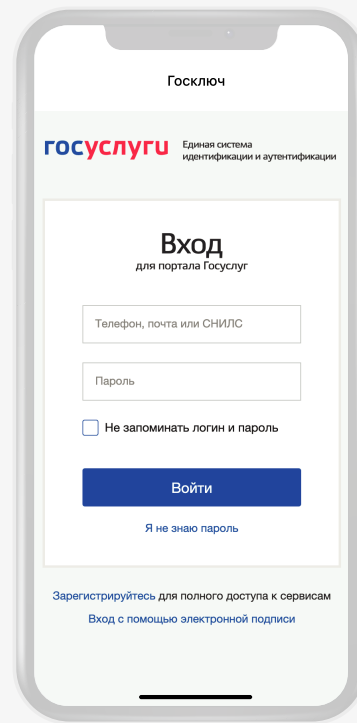 Госключ
госуслуги
Единая система
идентификации и аутентификации
Вход
для портала Госуслуг
Телефон, почта или СНИЛС
Пароль
Не запоминать логин и пароль
Войти
Я не знаю пароль
Зарегистрируйтесь для полного доступа к сервисам
Вход с помощью электронной подписи